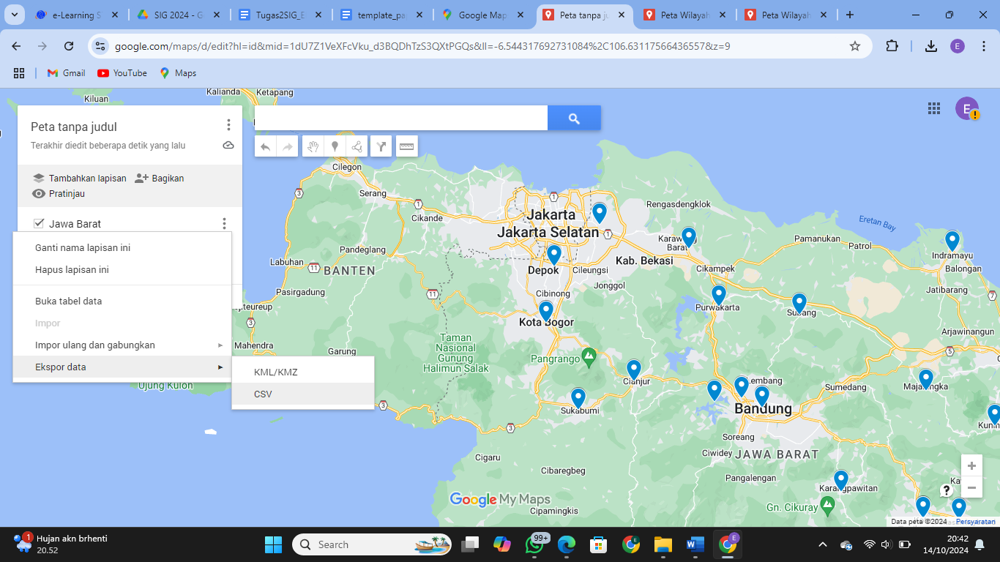 e-Learning S
SIG 2024 - G
Tugas2SIG_E
template_pa
Google Map
Peta tanpa ju
Peta Wilayah
Peta Wilayah
google.com/maps/d/edit?hl=id&mid=1dU7Z1VeXFcVku_d3BQDhTzS3QXtPGQs&ll=-6.544317692731084%2C106.63117566436557&z=9
E
Gmail
YouTube
Maps
Kiluan
Kalianda
Ketapang
Peta tanpa judul
Terakhir diedit beberapa detik yang lalu
Tambahkan lapisan
Bagikan
Pratinjau
Jawa Barat
Ganti nama lapisan ini
Hapus lapisan ini
Buka tabel data
Impor
Impor ulang dan gabungkan
Ekspor data
KML/KMZ
CSV
E
Cilegon
Serang
Cikande
Jakarta
Jakarta Selatan
Rengasdengklok
Eretan Bay
Karawang
Barat
Pamanukan
Patrol
Indramayu
Balongan
Labuhan
Pandeglang
BANTEN
Depok
Cileungsi
Kab. Bekasi
Cikampek
Jonggol
Pasirgadung
Cibinong
Jatibarang
Purwakarta
Subang
Kota Bogor
Arjawinangun
Mahendra
Garung
Taman
Nasional
Gunung
Halimun Salak
Pangrango
Cianjur
Lembang
Sumedang
Majalengka
Ujung Kulon
Sukabumi
Bandung
Soreang
Ciwidey
JAWA BARAT
Cigaru
Cibaregbeg
Pangalengan
Karangpawitan
Gn. Cikuray
Cipamingkis
Google My Maps
Data peta ©2024
Persyaratan
1
Hujan akn brhenti
20.52
Search
99+
20:42
14/10/2024